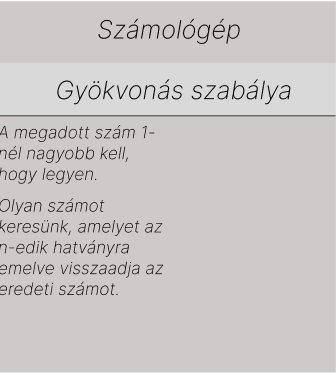 Számológép
Gyökvonás szabálya
A megadott szám 1-
nél nagyobb kell,
hogy legyen.
Olyan számot
keresünk, amelyet az
n-edik hatványra
emelve visszaadja az
eredeti számot.